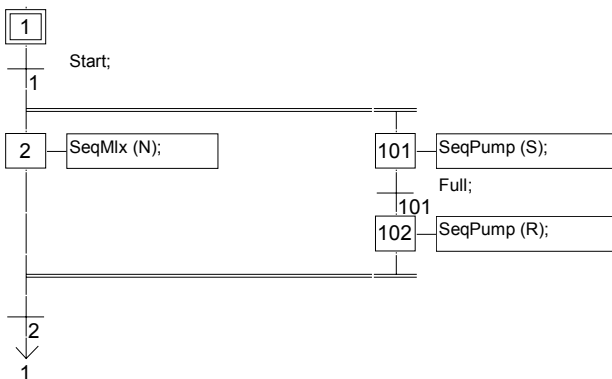 1
Start;
1
2
SeqMIx (N);
101
SeqPump (S);
Full;
101
102
SeqPump (R);
2
1